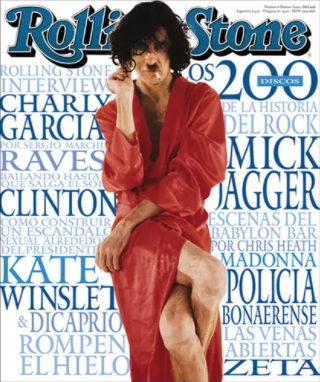 Rolling Stone
ROLLING STONE
INTERVIEW
CHARLY
GARCIA
POR SERGIO MARCHI
RAVES
BAILANDO HASTA
QUE SALGA EL SOL
CLINTON
COMO CONSTRUIR
UN ESCANDALO
SEXUAL ALREDEDOR
DEL PRESIDENTE
KATE
WINSLET
& DICAPRIO
ROMPEN
EL HIELO
LOS
200
DISCOS
DE LA HISTORIA
DEL ROCK
MICK
JAGGER
ESCENAS DEL
BABYLON BAR
POR CHRIS HEATH
MADONNA
POLICIA
BONAERENSE
LAS VENAS
ABIERTAS
ZETA